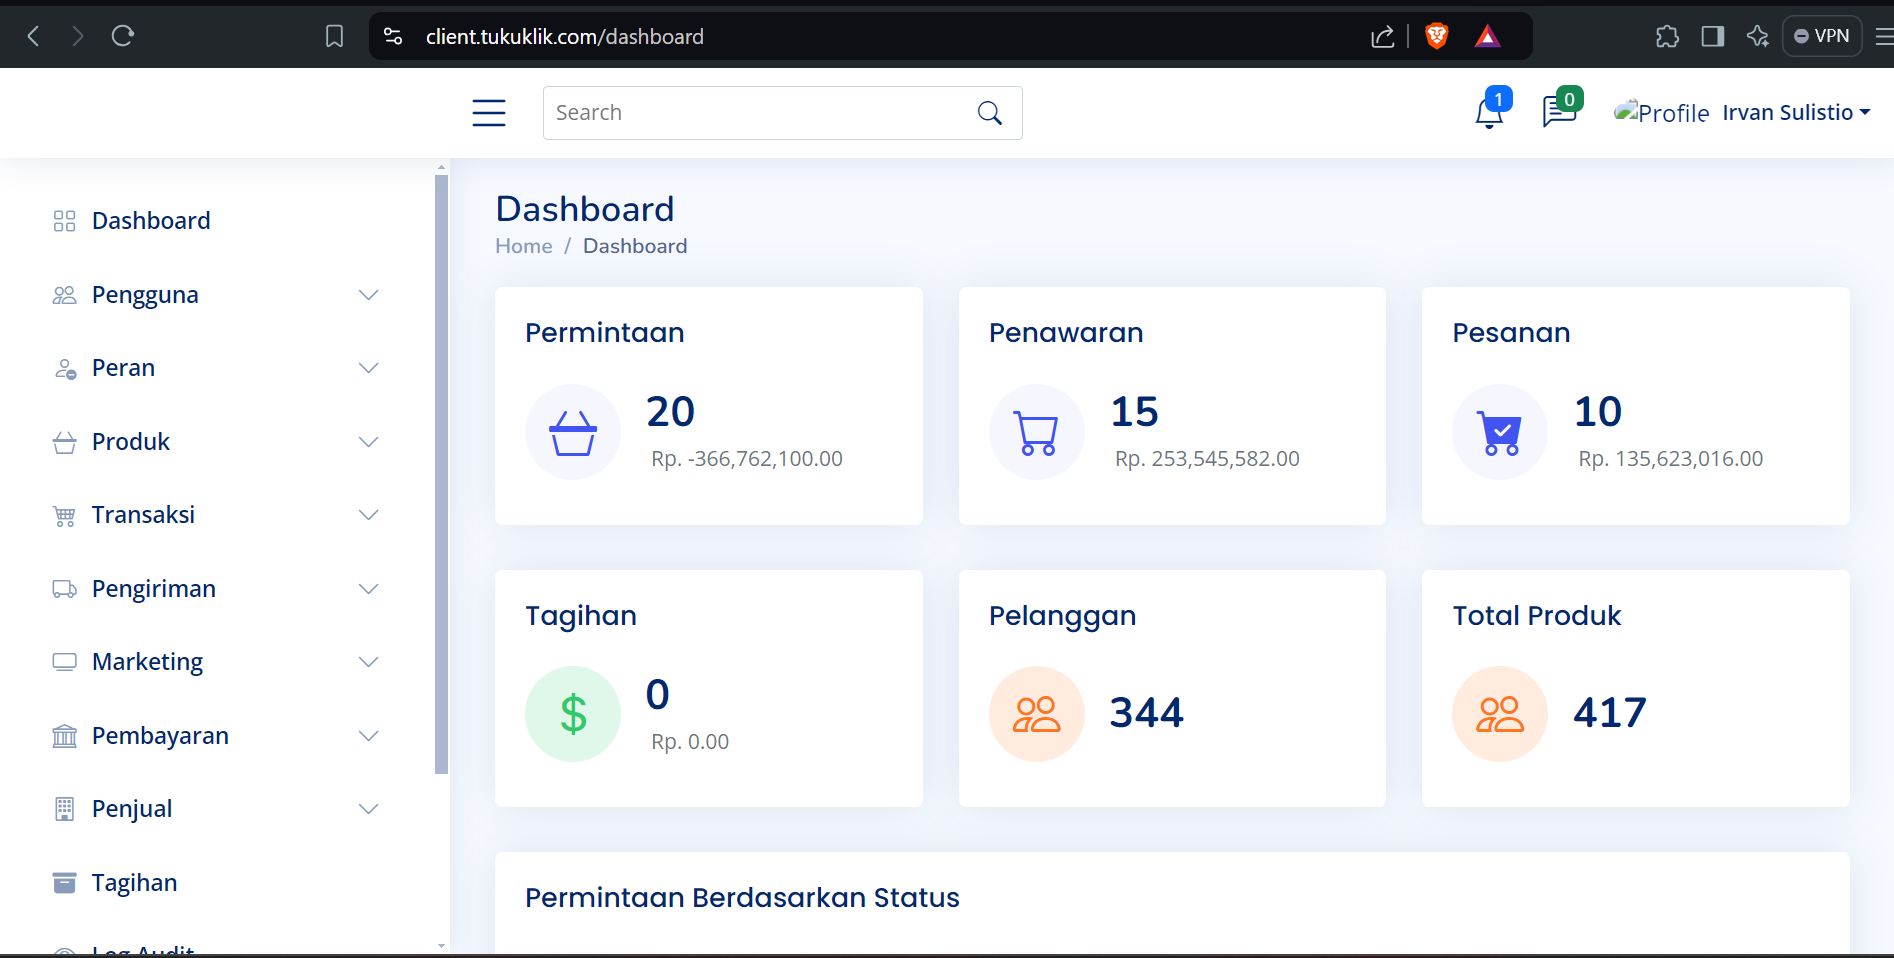 client.tukuklik.com/dashboard
VPN
Search
1
0
Profile
Irvan Sulistio
Dashboard
Pengguna
Peran
Produk
Transaksi
Pengiriman
Marketing
Pembayaran
Penjual
Tagihan
Log Audit
Dashboard
Home / Dashboard
Permintaan
20
Rp. -366,762,100.00
Penawaran
15
Rp. 253,545,582.00
Pesanan
10
Rp. 135,623,016.00
Tagihan
0
Rp. 0.00
Pelanggan
344
Total Produk
417
Permintaan Berdasarkan Status